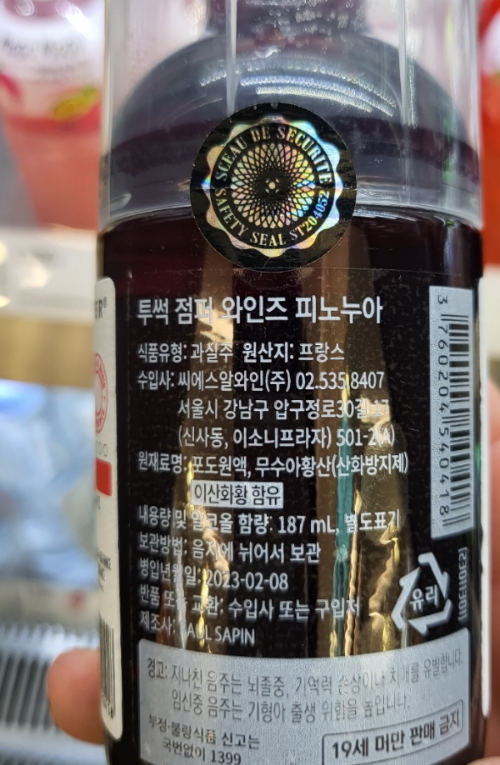 SCEAU DE SECURITE
SAFETY SEAL ST204052
투썩 점퍼 와인즈 피노누아
식품유형: 과실주 원산지: 프랑스
수입사: 씨에스알와인(주) 02.535 8407
서울시 강남구 압구정로30길 17
(신사동, 이소니프라자) 501-2(A)
원재료명: 포도원액, 무수아황산(산화방지제)
이산화황 함유
내용량 및 알코올 함량: 187 mL, 별도표기
보관방법: 음지에 뉘어서 보관
병입년월일: 2023-02-08
반품 또는 교환: 수입사 또는 구입처
제조사: PAUL SAPIN
유리
3760204540418
경고: 지나친 음주는 뇌졸중, 기억력 손상이나 치매를 유발합니다.
임신중 음주는 기형아 출생 위험을 높입니다.
부정·불량식품 신고는
국번없이 1399
19세 미만 판매 금지